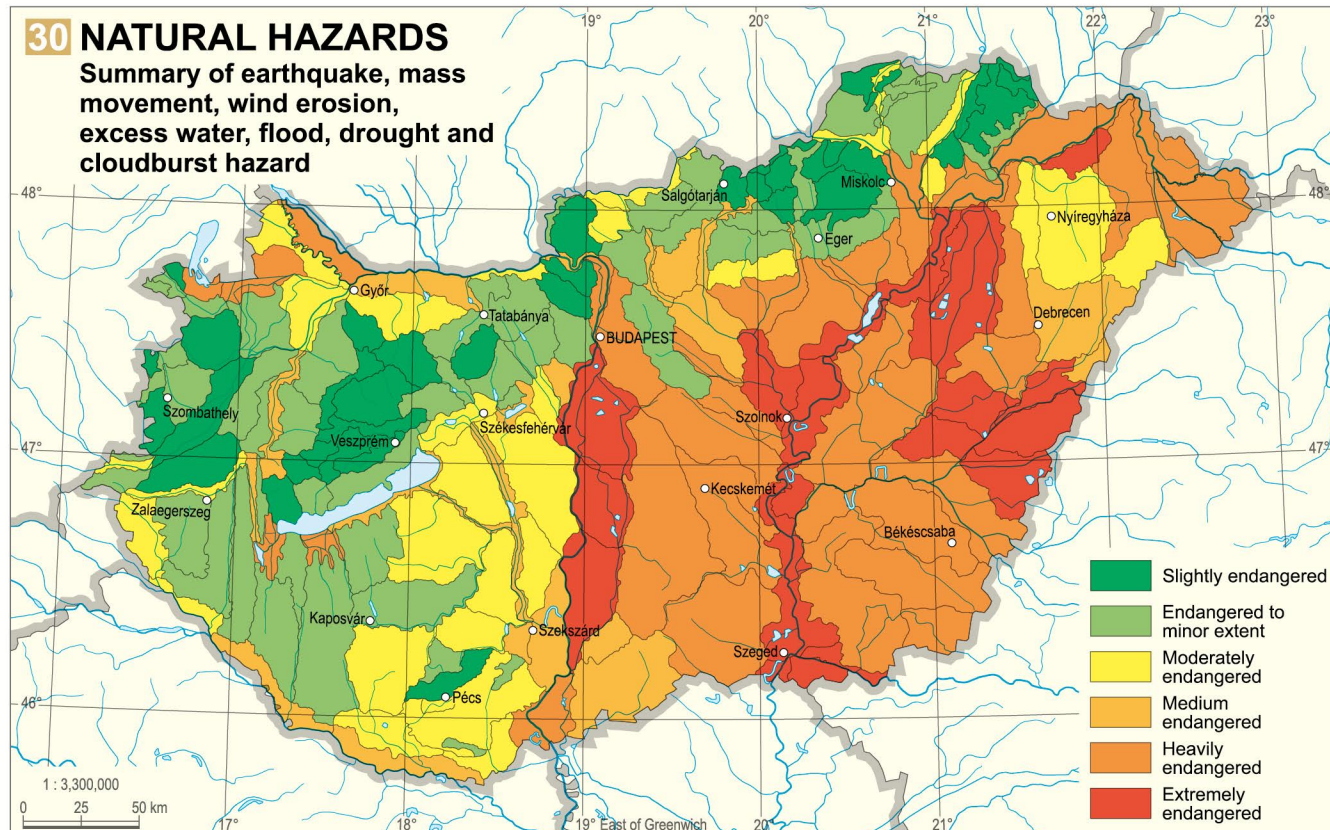 30 NATURAL HAZARDS
Summary of earthquake, mass
movement, wind erosion,
excess water, flood, drought and
cloudburst hazard
19°
20°
21°
22°
23°
48°
48°
Salgótarján
Miskolc
Eger
Nyíregyháza
Győr
Tatabánya
BUDAPEST
Debrecen
Szombathely
Székesfehérvár
Szolnok
Veszprém
47°
47°
Zalaegerszeg
Kecskemét
Békéscsaba
Kaposvár
Szekszárd
Szeged
Pécs
46°
Slightly endangered
Endangered to
minor extent
Moderately
endangered
Medium
endangered
Heavily
endangered
Extremely
endangered
1 : 3,300,000
0 25 50 km
17°
18°
19° East of Greenwich
20°
21°